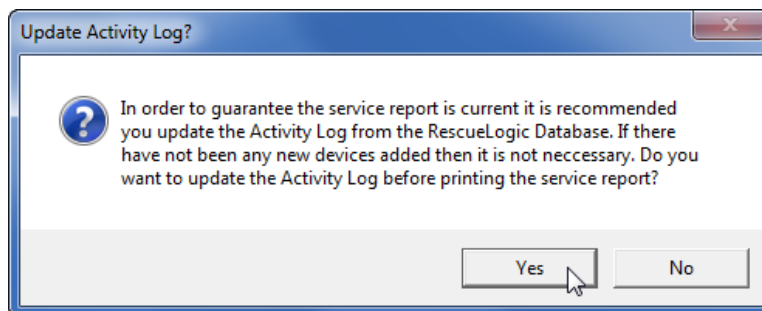 Update Activity Log?
In order to guarantee the service report is current it is recommended
you update the Activity Log from the RescueLogic Database. If there
have not been any new devices added then it is not neccessary. Do you
want to update the Activity Log before printing the service report?
Yes
No